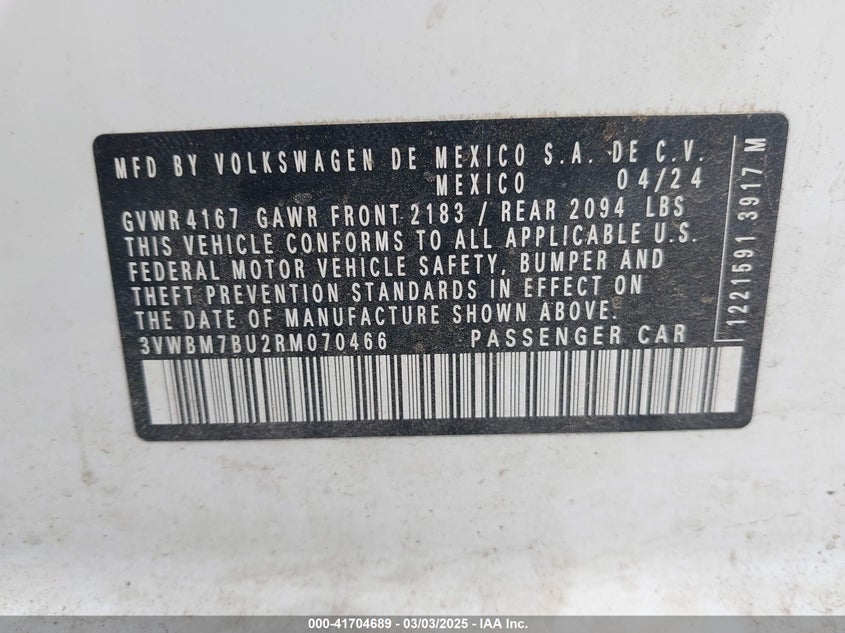 MFD BY VOLKSWAGEN DE MEXICO S.A. DE C.V.
MEXICO 04/24
GVWR 4167 GAWR FRONT 2183 / REAR 2094 LBS
THIS VEHICLE CONFORMS TO ALL APPLICABLE U.S.
FEDERAL MOTOR VEHICLE SAFETY, BUMPER AND
THEFT PREVENTION STANDARDS IN EFFECT ON
THE DATE OF MANUFACTURE SHOWN ABOVE.
3VWBM7BU2RM070466 PASSENGER CAR
1221591 3917 M
000-41704689 - 03/03/2025 - IAA Inc.